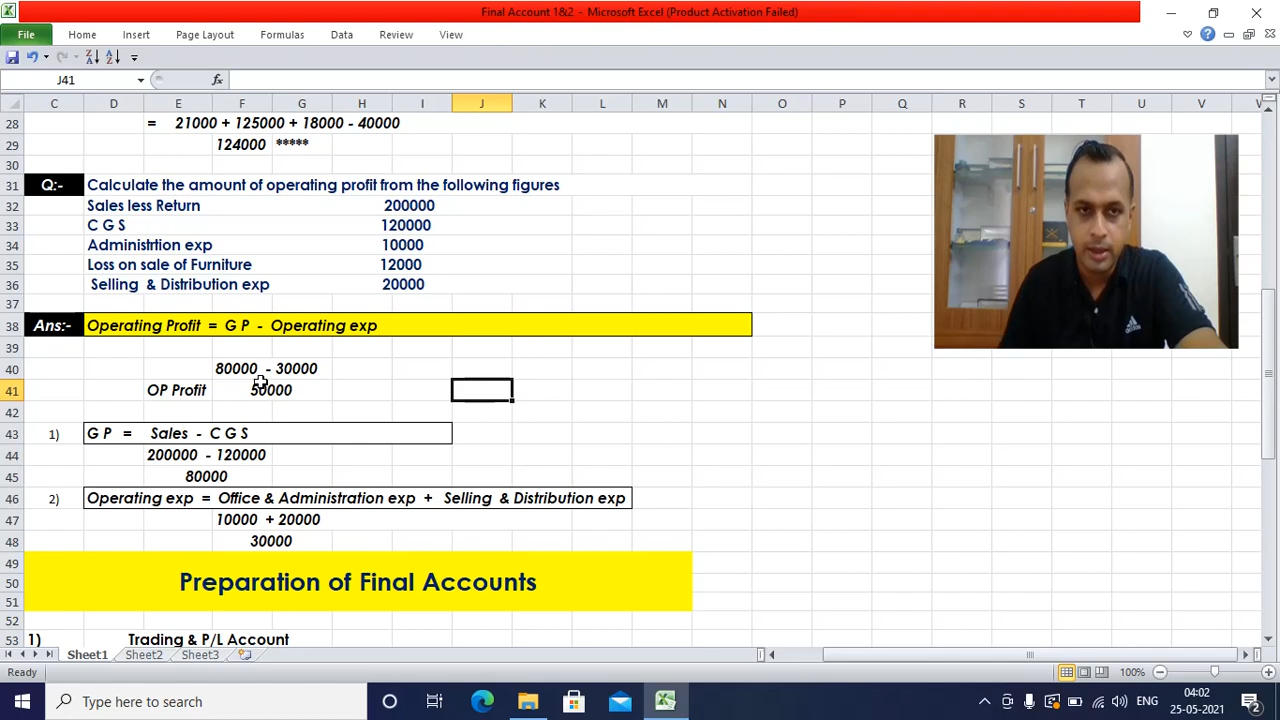 Final Account 1&2 - Microsoft Excel (Product Activation Failed)
File Home Insert Page Layout Formulas Data Review View
J41 fx
C D E F G H I J K L M N O P Q R S T U V W
28 = 21000 + 125000 + 18000 - 40000
29 124000 *****
30
31 Q:- Calculate the amount of operating profit from the following figures
32 Sales less Return 200000
33 C G S 120000
34 Administrtion exp 10000
35 Loss on sale of Furniture 12000
36 Selling & Distribution exp 20000
37
38 Ans:- Operating Profit = G P - Operating exp
39
40 80000 - 30000
41 OP Profit 50000
42
43 1) G P = Sales - C G S
44 200000 - 120000
45 80000
46 2) Operating exp = Office & Administration exp + Selling & Distribution exp
47 10000 + 20000
48 30000
49
50 Preparation of Final Accounts
51
52
53 1) Trading & P/L Account
Sheet1 Sheet2 Sheet3
Ready 100%
Type here to search ENG 04:02
25-05-2021 2